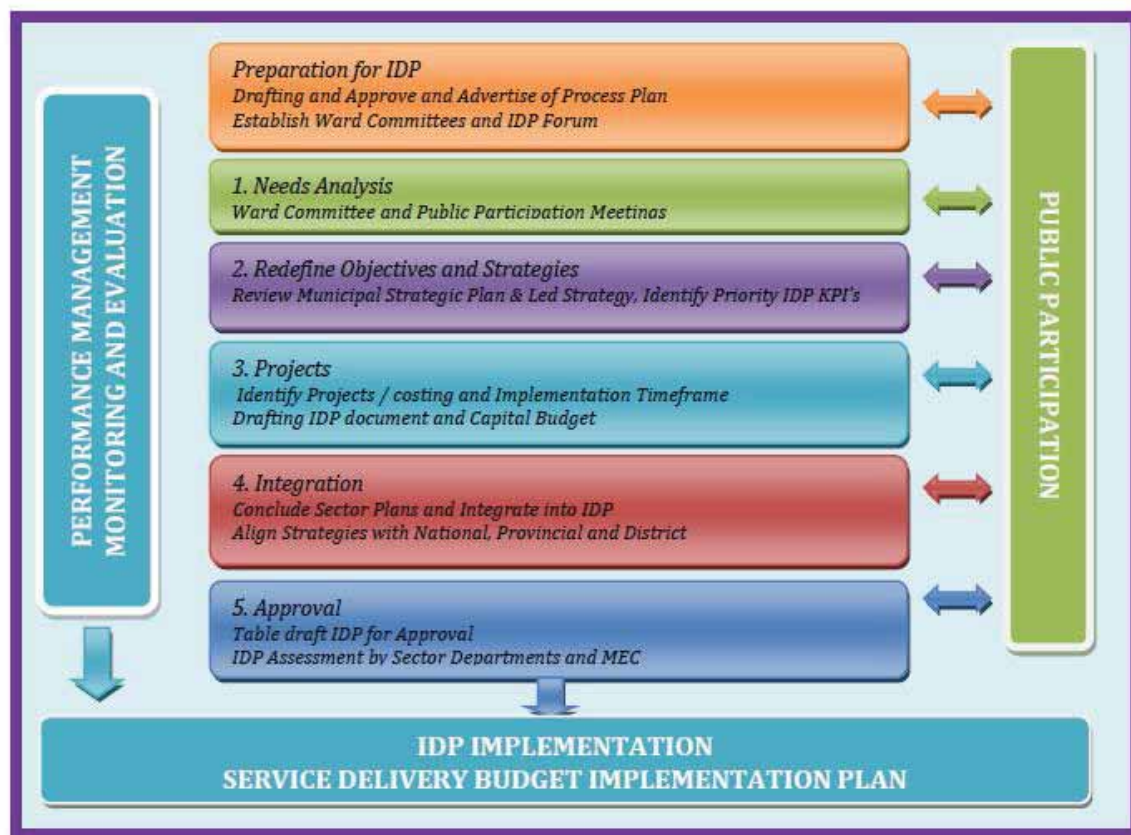 PERFORMANCE MANAGEMENT
MONITORING AND EVALUATION
Preparation for IDP
Drafting and Approve and Advertise of Process Plan
Establish Ward Committees and IDP Forum
1. Needs Analysis
Ward Committee and Public Participation Meetings
2. Redefine Objectives and Strategies
Review Municipal Strategic Plan & Led Strategy, Identify Priority IDP KPI's
3. Projects
Identify Projects / costing and Implementation Timeframe
Drafting IDP document and Capital Budget
4. Integration
Conclude Sector Plans and Integrate into IDP
Align Strategies with National, Provincial and District
5. Approval
Table draft IDP for Approval
IDP Assessment by Sector Departments and MEC
PUBLIC PARTICIPATION
IDP IMPLEMENTATION
SERVICE DELIVERY BUDGET IMPLEMENTATION PLAN